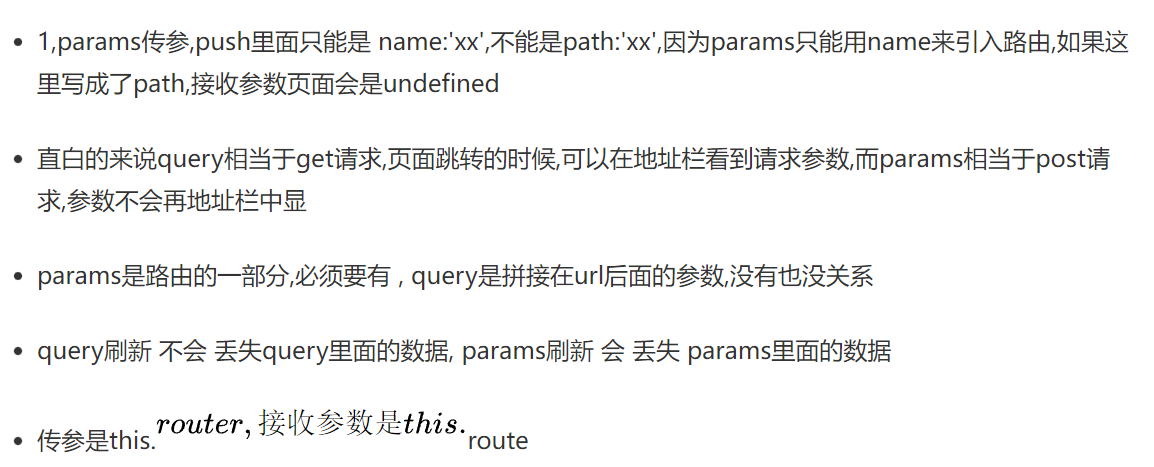 1,params传参,push里面只能是 name:'xx',不能是path:'xx',因为params只能用name来引入路由,如果这
里写成了path,接收参数页面会是undefined
直白的来说query相当于get请求,页面跳转的时候,可以在地址栏看到请求参数,而params相当于post请
求,参数不会再地址栏中显
params是路由的一部分,必须要有 , query是拼接在url后面的参数,没有也没关系
query刷新 不会 丢失query里面的数据, params刷新 会 丢失 params里面的数据
传参是this.router,接收参数是this.route